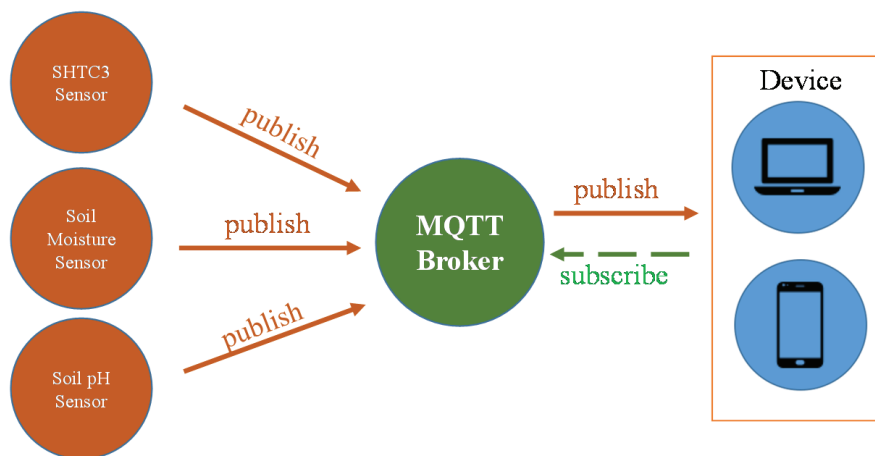 SHTC3
Sensor
publish
Soil
Moisture
Sensor
publish
Soil pH
Sensor
publish
MQTT
Broker
publish
subscribe
Device